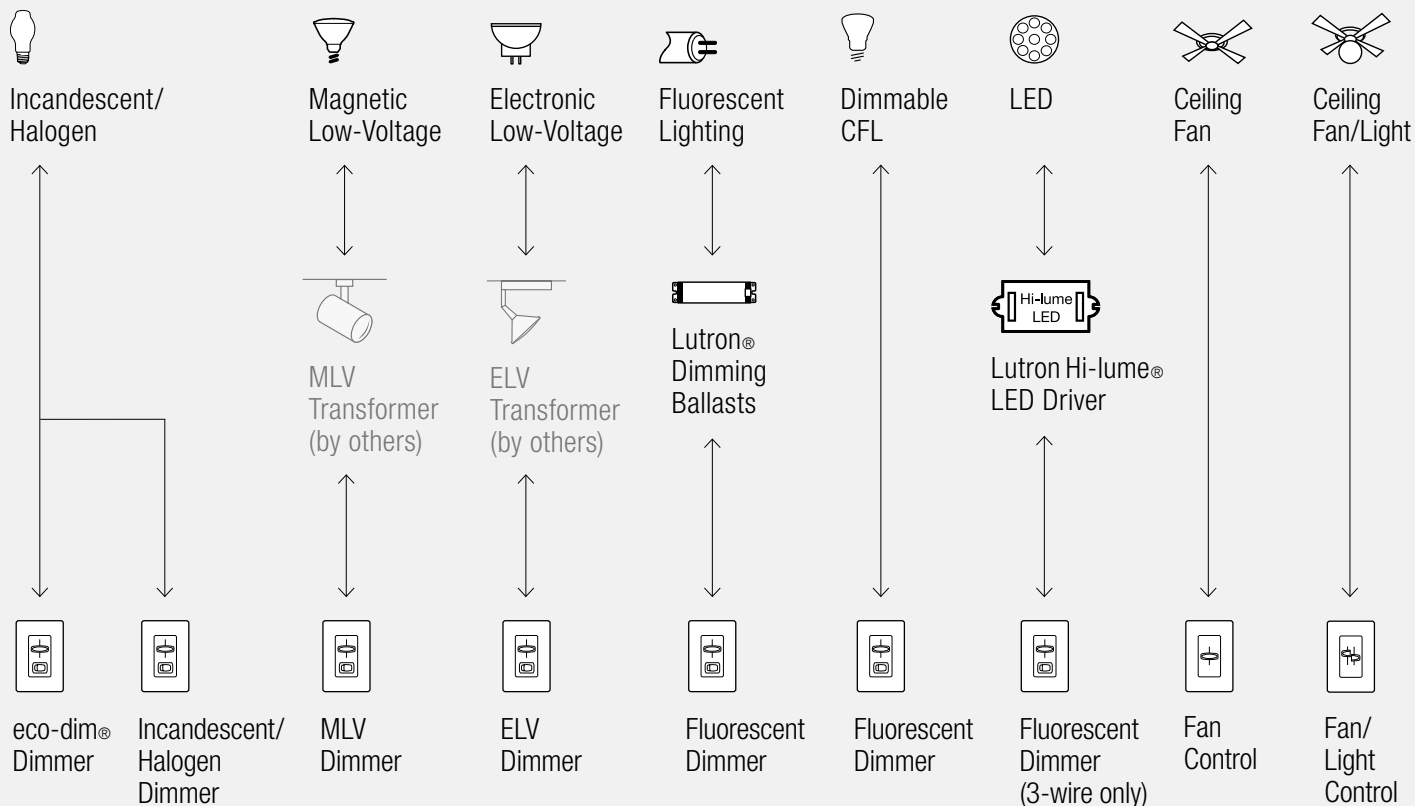 Incandescent/
Halogen
Magnetic
Low-Voltage
Electronic
Low-Voltage
Fluorescent
Lighting
Dimmable
CFL
LED
Ceiling
Fan
Ceiling
Fan/Light
MLV
Transformer
(by others)
ELV
Transformer
(by others)
Lutron®
Dimming
Ballasts
Hi-lume
LED
Lutron Hi-lume®
LED Driver
eco-dim®
Dimmer
Incandescent/
Halogen
Dimmer
MLV
Dimmer
ELV
Dimmer
Fluorescent
Dimmer
Fluorescent
Dimmer
Fluorescent
Dimmer
(3-wire only)
Fan
Control
Fan/
Light
Control